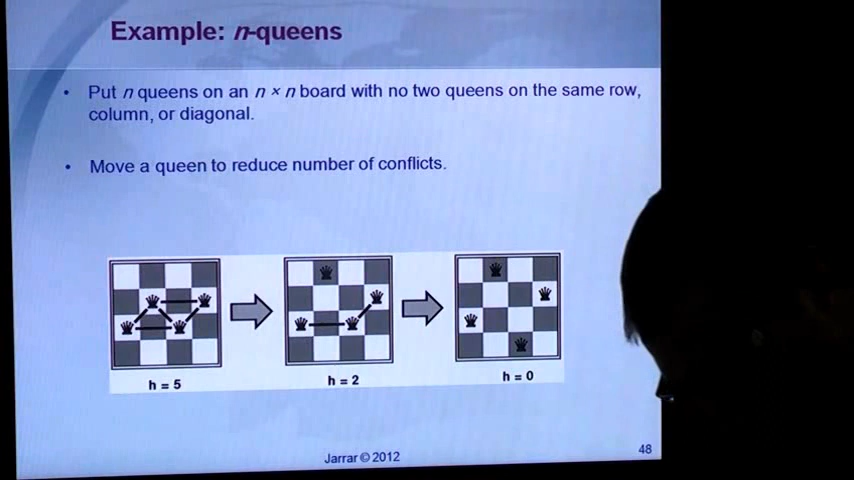 Example: n-queens
• Put n queens on an n × n board with no two queens on the same row,
column, or diagonal.
• Move a queen to reduce number of conflicts.
h = 5
h = 2
h = 0
Jarrar © 2012
48